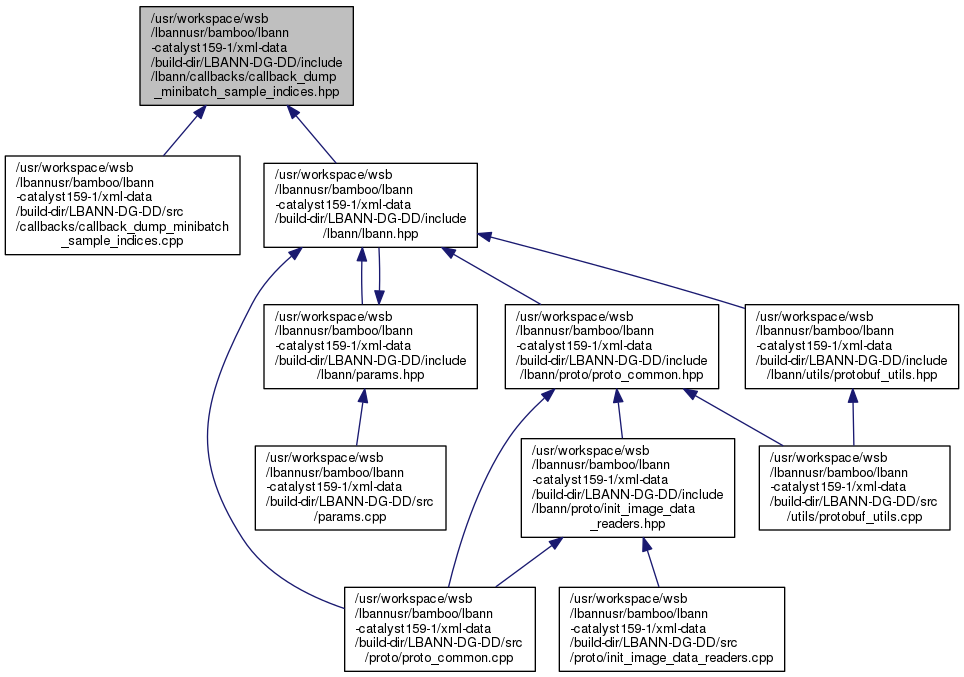 /usr/workspace/wsb
/lbannusr/bamboo/lbann
-catalyst159-1/xml-data
/build-dir/LBANN-DG-DD/include
/lbann/callbacks/callback_dump
_minibatch_sample_indices.hpp
/usr/workspace/wsb
/lbannusr/bamboo/lbann
-catalyst159-1/xml-data
/build-dir/LBANN-DG-DD/src
/callbacks/callback_dump_minibatch
_sample_indices.cpp
/usr/workspace/wsb
/lbannusr/bamboo/lbann
-catalyst159-1/xml-data
/build-dir/LBANN-DG-DD/include
/lbann/lbann.hpp
/usr/workspace/wsb
/lbannusr/bamboo/lbann
-catalyst159-1/xml-data
/build-dir/LBANN-DG-DD/include
/lbann/params.hpp
/usr/workspace/wsb
/lbannusr/bamboo/lbann
-catalyst159-1/xml-data
/build-dir/LBANN-DG-DD/include
/lbann/proto/proto_common.hpp
/usr/workspace/wsb
/lbannusr/bamboo/lbann
-catalyst159-1/xml-data
/build-dir/LBANN-DG-DD/include
/lbann/utils/protobuf_utils.hpp
/usr/workspace/wsb
/lbannusr/bamboo/lbann
-catalyst159-1/xml-data
/build-dir/LBANN-DG-DD/src
/params.cpp
/usr/workspace/wsb
/lbannusr/bamboo/lbann
-catalyst159-1/xml-data
/build-dir/LBANN-DG-DD/include
/lbann/proto/init_image_data
_readers.hpp
/usr/workspace/wsb
/lbannusr/bamboo/lbann
-catalyst159-1/xml-data
/build-dir/LBANN-DG-DD/src
/utils/protobuf_utils.cpp
/usr/workspace/wsb
/lbannusr/bamboo/lbann
-catalyst159-1/xml-data
/build-dir/LBANN-DG-DD/src
/proto/proto_common.cpp
/usr/workspace/wsb
/lbannusr/bamboo/lbann
-catalyst159-1/xml-data
/build-dir/LBANN-DG-DD/src
/proto/init_image_data_readers.cpp